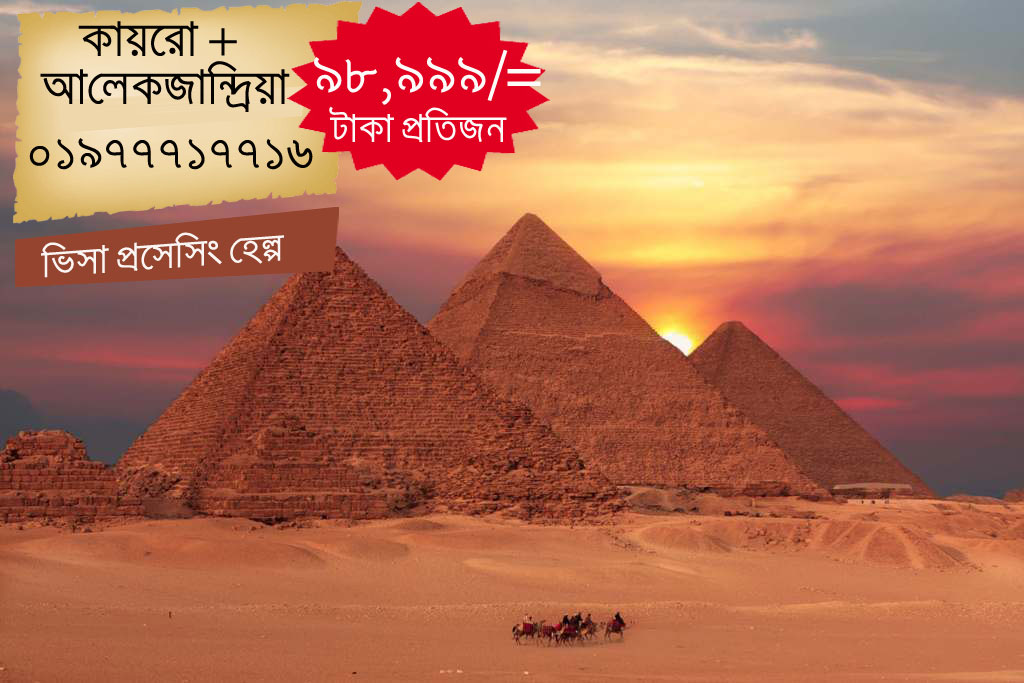 কায়রো +
আলেকজান্দ্রিয়া
০১৯৭৭৭১৭৭১৬
৯৮,৯৯৯/=
টাকা প্রতিজন
ভিসা প্রসেসিং হেল্প